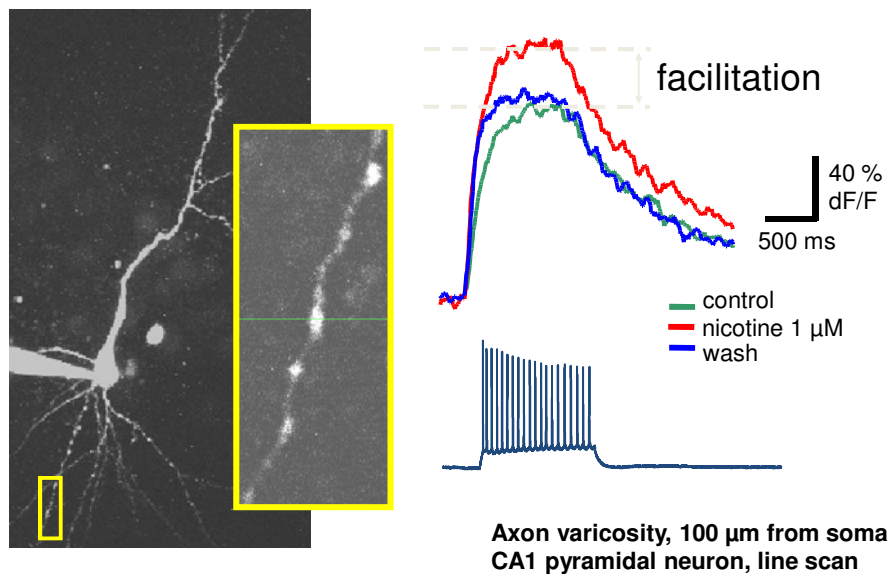 facilitation
40 %
dF/F
500 ms
control
nicotine 1 µM
wash
Axon varicosity, 100 µm from soma
CA1 pyramidal neuron, line scan